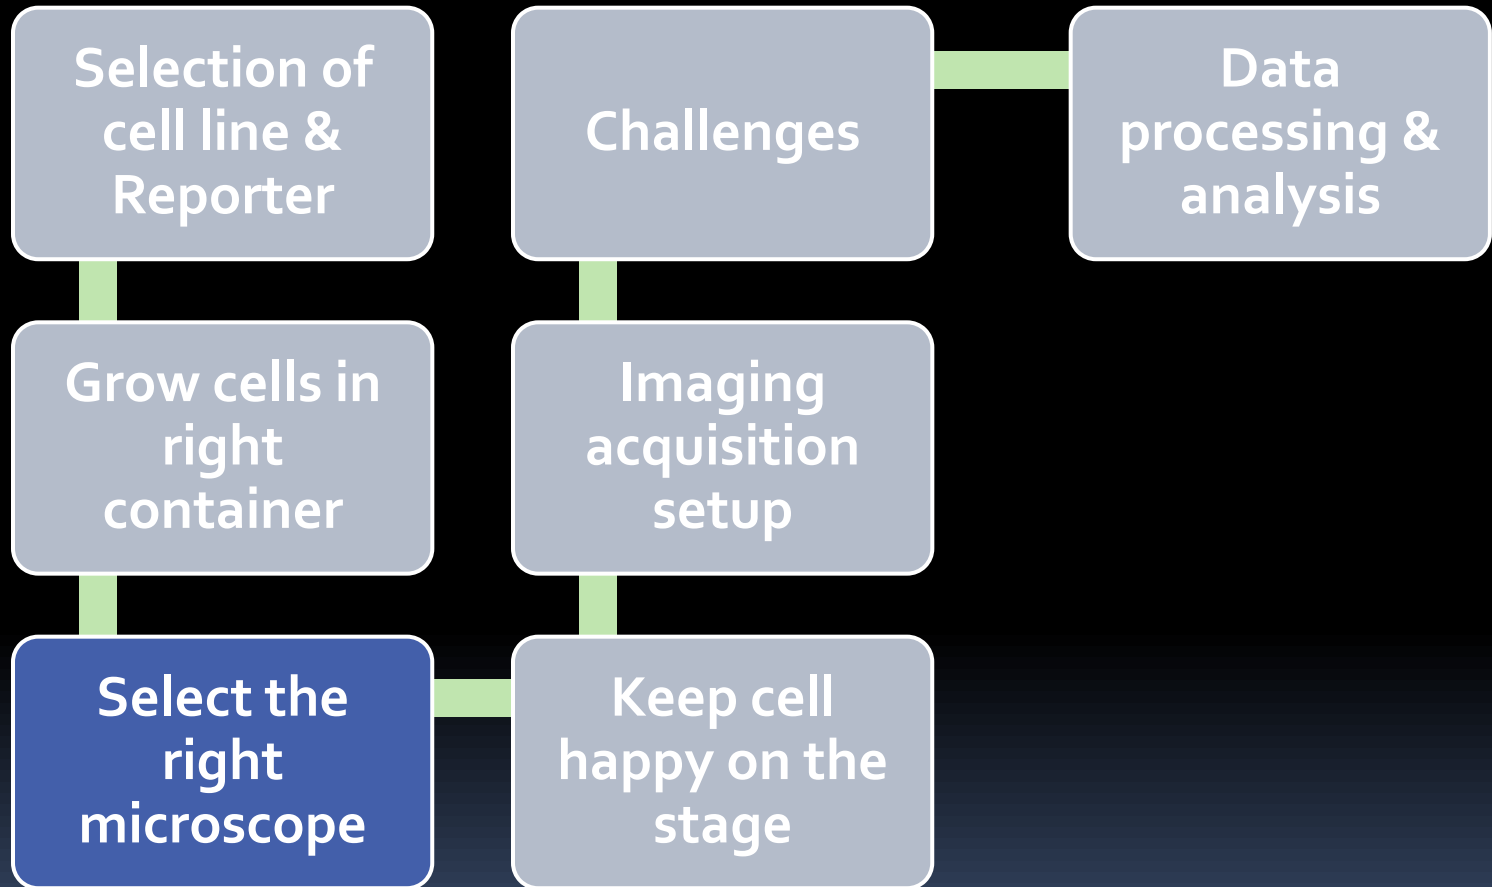 Selection of
cell line &
Reporter
Grow cells in
right
container
Select the
right
microscope
Keep cell
happy on the
stage
Imaging
acquisition
setup
Challenges
Data
processing &
analysis